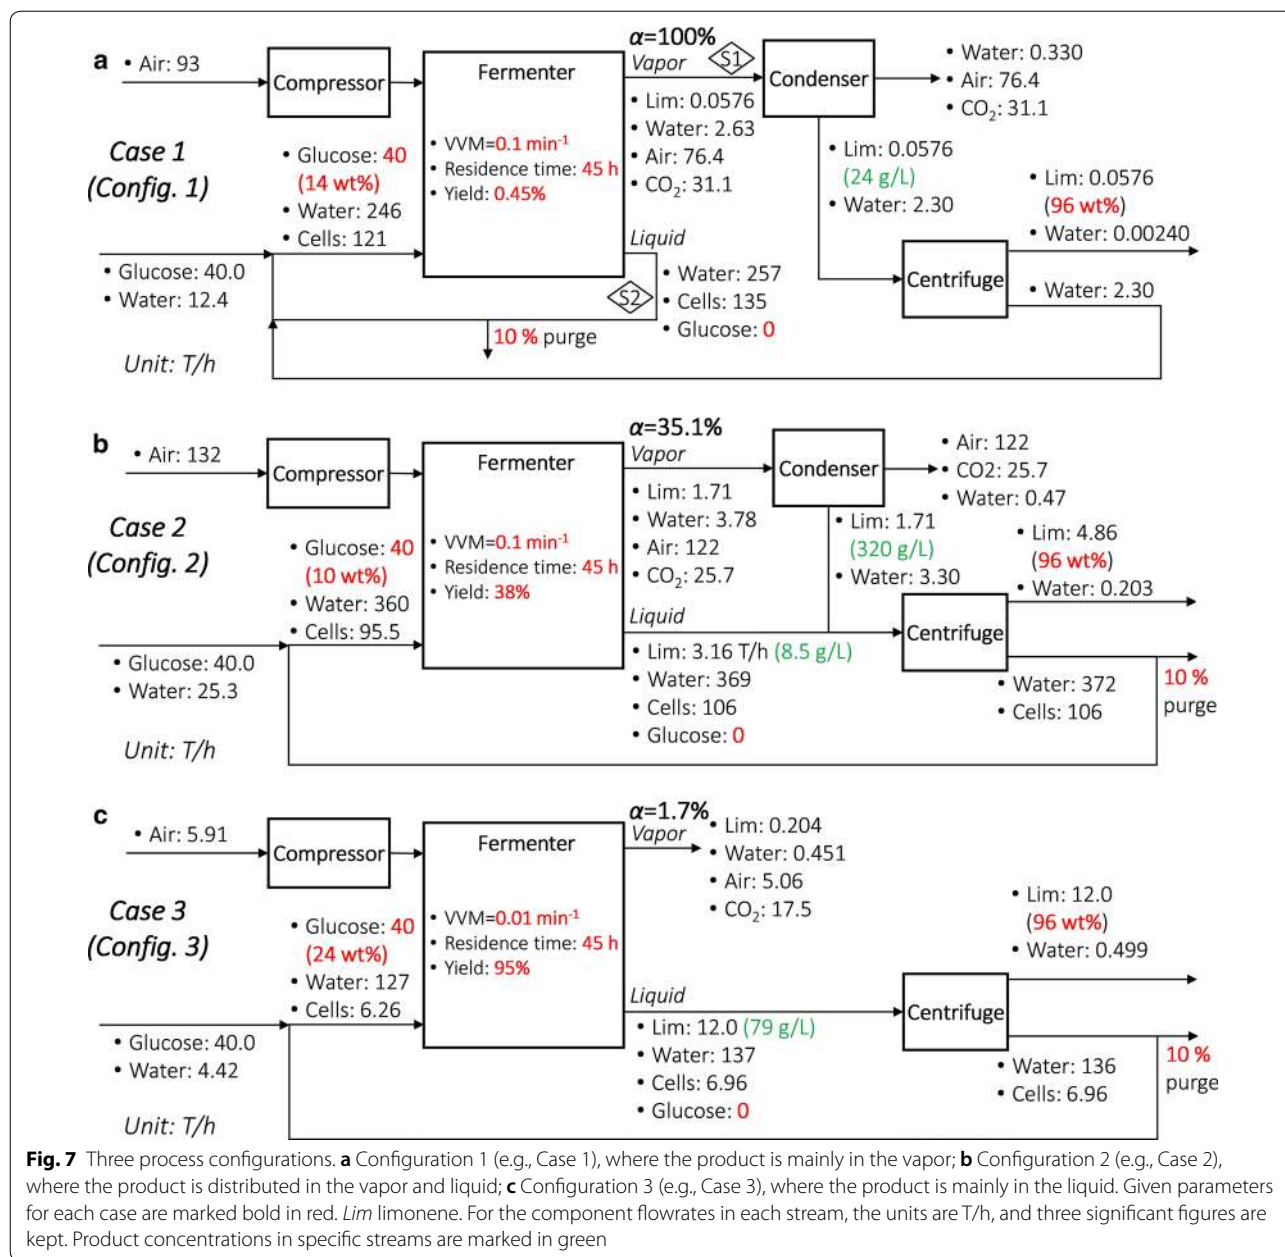 a
• Air: 93
Compressor
Fermenter
• VVM=0.1 min⁻¹
• Residence time: 45 h
• Yield: 0.45%
α=100%
Vapor
S1
• Lim: 0.0576
• Water: 2.63
• Air: 76.4
• CO₂: 31.1
Condenser
• Water: 0.330
• Air: 76.4
• CO₂: 31.1
Case 1
(Config. 1)
• Glucose: 40
(14 wt%)
• Water: 246
• Cells: 121
• Lim: 0.0576
(24 g/L)
• Water: 2.30
• Lim: 0.0576
(96 wt%)
• Water: 0.00240
Liquid
• Water: 257
• Cells: 135
• Glucose: 0
S2
Centrifuge
• Water: 2.30
• Glucose: 40.0
• Water: 12.4
10 % purge
Unit: T/h
b
• Air: 132
Compressor
Fermenter
• VVM=0.1 min⁻¹
• Residence time: 45 h
• Yield: 38%
α=35.1%
Vapor
• Lim: 1.71
• Water: 3.78
• Air: 122
• CO₂: 25.7
Condenser
• Air: 122
• CO2: 25.7
• Water: 0.47
Case 2
(Config. 2)
• Glucose: 40
(10 wt%)
• Water: 360
• Cells: 95.5
• Lim: 1.71
(320 g/L)
• Water: 3.30
• Lim: 4.86
(96 wt%)
• Water: 0.203
Liquid
• Lim: 3.16 T/h (8.5 g/L)
• Water: 369
• Cells: 106
• Glucose: 0
Centrifuge
• Water: 372
• Cells: 106
10 %
purge
• Glucose: 40.0
• Water: 25.3
Unit: T/h
c
• Air: 5.91
Compressor
Fermenter
• VVM=0.01 min⁻¹
• Residence time: 45 h
• Yield: 95%
α=1.7%
Vapor
• Lim: 0.204
• Water: 0.451
• Air: 5.06
• CO₂: 17.5
Case 3
(Config. 3)
• Glucose: 40
(24 wt%)
• Water: 127
• Cells: 6.26
• Lim: 12.0
(96 wt%)
• Water: 0.499
Liquid
• Lim: 12.0 (79 g/L)
• Water: 137
• Cells: 6.96
• Glucose: 0
Centrifuge
• Water: 136
• Cells: 6.96
10 %
purge
• Glucose: 40.0
• Water: 4.42
Unit: T/h
Fig. 7 Three process configurations. a Configuration 1 (e.g., Case 1), where the product is mainly in the vapor; b Configuration 2 (e.g., Case 2),
where the product is distributed in the vapor and liquid; c Configuration 3 (e.g., Case 3), where the product is mainly in the liquid. Given parameters
for each case are marked bold in red. Lim limonene. For the component flowrates in each stream, the units are T/h, and three significant figures are
kept. Product concentrations in specific streams are marked in green